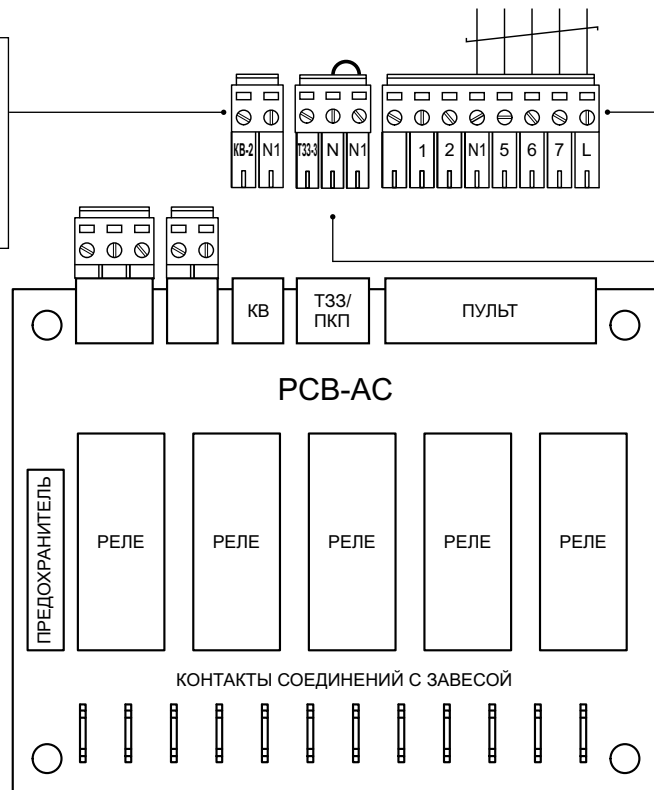 КВ-2 N1
ТЗЗ-3 N N1
1 2 N1 5 6 7 L
КВ
ТЗЗ/
ПКП
ПУЛЬТ
PCB-AC
ПРЕДОХРАНИТЕЛЬ
РЕЛЕ РЕЛЕ РЕЛЕ РЕЛЕ РЕЛЕ
КОНТАКТЫ СОЕДИНЕНИЙ С ЗАВЕСОЙ